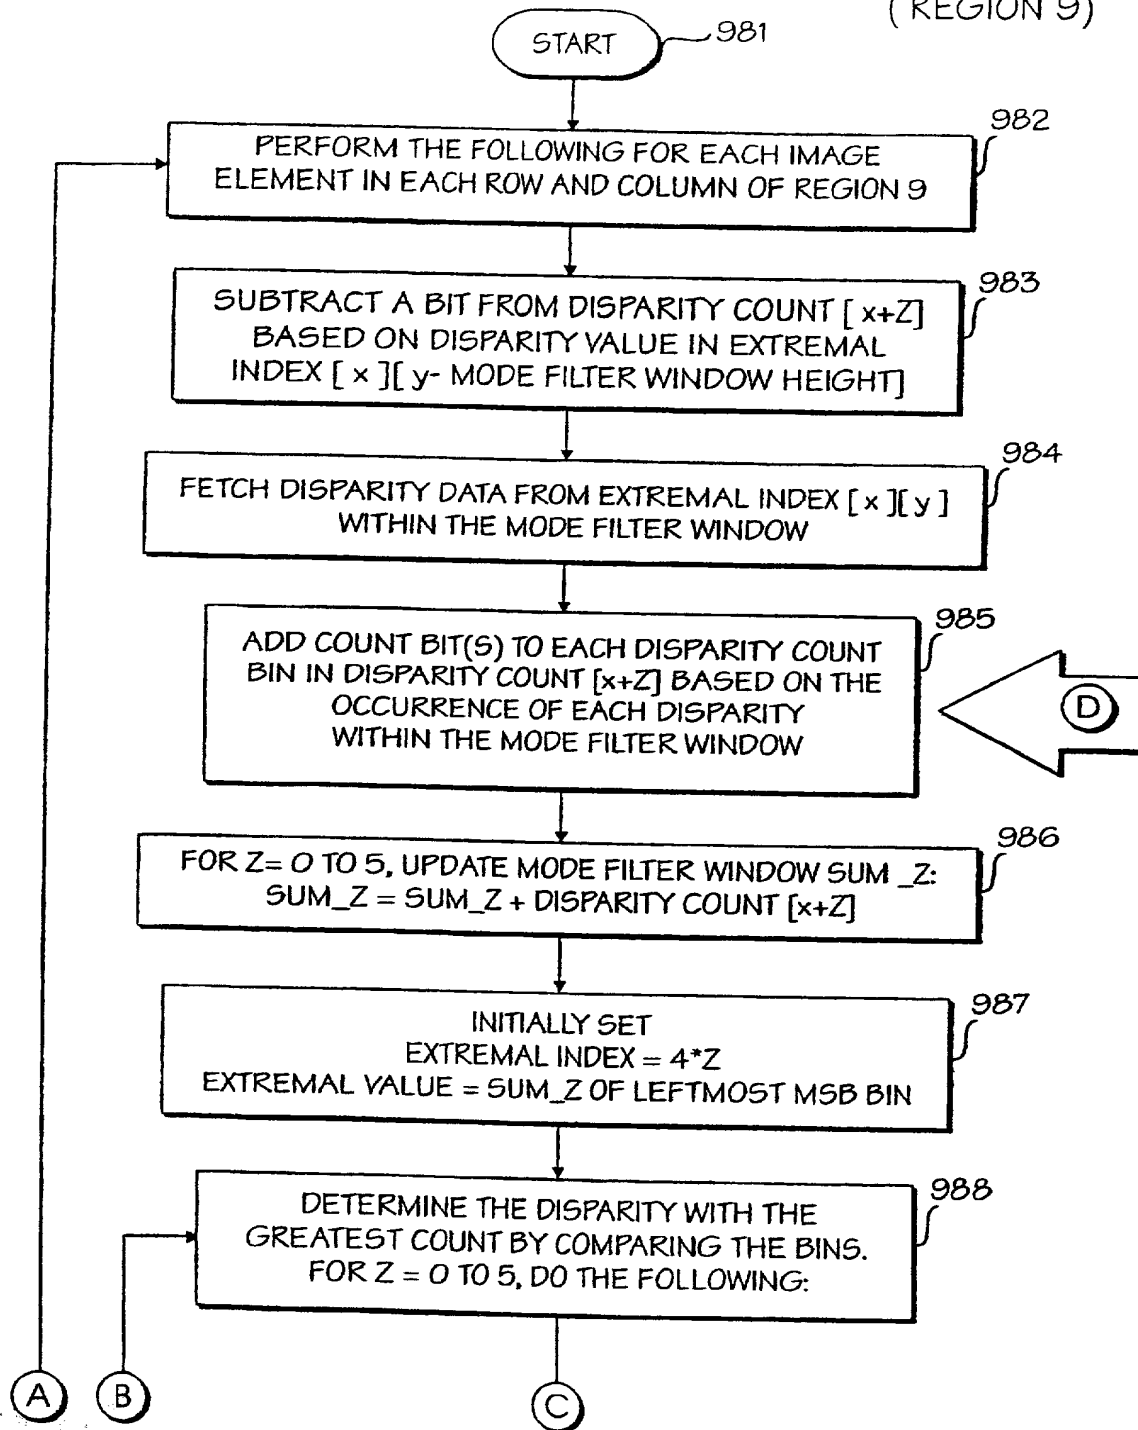 (REGION 9)
START
981
982
PERFORM THE FOLLOWING FOR EACH IMAGE
ELEMENT IN EACH ROW AND COLUMN OF REGION 9
983
SUBTRACT A BIT FROM DISPARITY COUNT [ x+Z]
BASED ON DISPARITY VALUE IN EXTREMAL
INDEX [ x ][ y- MODE FILTER WINDOW HEIGHT]
984
FETCH DISPARITY DATA FROM EXTREMAL INDEX [ x ][ y ]
WITHIN THE MODE FILTER WINDOW
985
ADD COUNT BIT(S) TO EACH DISPARITY COUNT
BIN IN DISPARITY COUNT [x+Z] BASED ON THE
OCCURRENCE OF EACH DISPARITY
WITHIN THE MODE FILTER WINDOW
D
986
FOR Z= 0 TO 5, UPDATE MODE FILTER WINDOW SUM _Z:
SUM_Z = SUM_Z + DISPARITY COUNT [x+Z]
987
INITIALLY SET
EXTREMAL INDEX = 4*Z
EXTREMAL VALUE = SUM_Z OF LEFTMOST MSB BIN
988
DETERMINE THE DISPARITY WITH THE
GREATEST COUNT BY COMPARING THE BINS.
FOR Z = 0 TO 5, DO THE FOLLOWING:
A
B
C